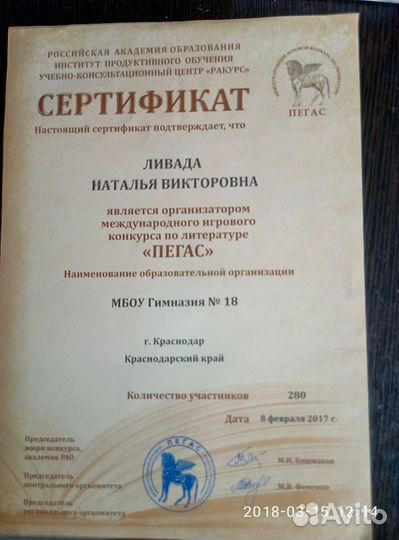 РОССИЙСКАЯ АКАДЕМИЯ ОБРАЗОВАНИЯ
ИНСТИТУТ ПРОДУКТИВНОГО ОБУЧЕНИЯ
УЧЕБНО-КОНСУЛЬТАЦИОННЫЙ ЦЕНТР «РАКУРС»
СЕРТИФИКАТ
ПЕГАС
Настоящий сертификат подтверждает, что
ЛИВАДА
НАТАЛЬЯ ВИКТОРОВНА
является организатором
международного игрового
конкурса по литературе
«ПЕГАС»
Наименование образовательной организации
МБОУ Гимназия № 18
г. Краснодар
Краснодарский край
Количество участников 280
Дата 8 февраля 2017 г.
Председатель
жюри конкурса,
академик РАО
М.И. Башмаков
Председатель
центрального оргкомитета
М.В. Фоменко
Председатель
регионального оргкомитета
ПЕГАС
2018-03-15 12:14
Avito